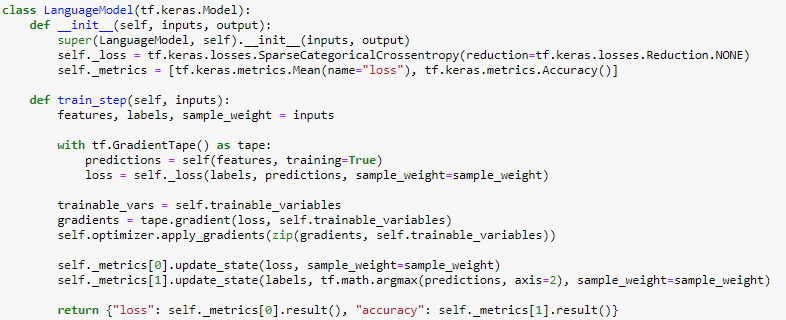 class LanguageModel(tf.keras.Model):
    def __init__(self, inputs, output):
        super(LanguageModel, self).__init__(inputs, output)
        self._loss = tf.keras.losses.SparseCategoricalCrossentropy(reduction=tf.keras.losses.Reduction.NONE)
        self._metrics = [tf.keras.metrics.Mean(name="loss"), tf.keras.metrics.Accuracy()]

    def train_step(self, inputs):
        features, labels, sample_weight = inputs

        with tf.GradientTape() as tape:
            predictions = self(features, training=True)
            loss = self._loss(labels, predictions, sample_weight=sample_weight)

        trainable_vars = self.trainable_variables
        gradients = tape.gradient(loss, self.trainable_variables)
        self.optimizer.apply_gradients(zip(gradients, self.trainable_variables))

        self._metrics[0].update_state(loss, sample_weight=sample_weight)
        self._metrics[1].update_state(labels, tf.math.argmax(predictions, axis=2), sample_weight=sample_weight)

        return {"loss": self._metrics[0].result(), "accuracy": self._metrics[1].result()}